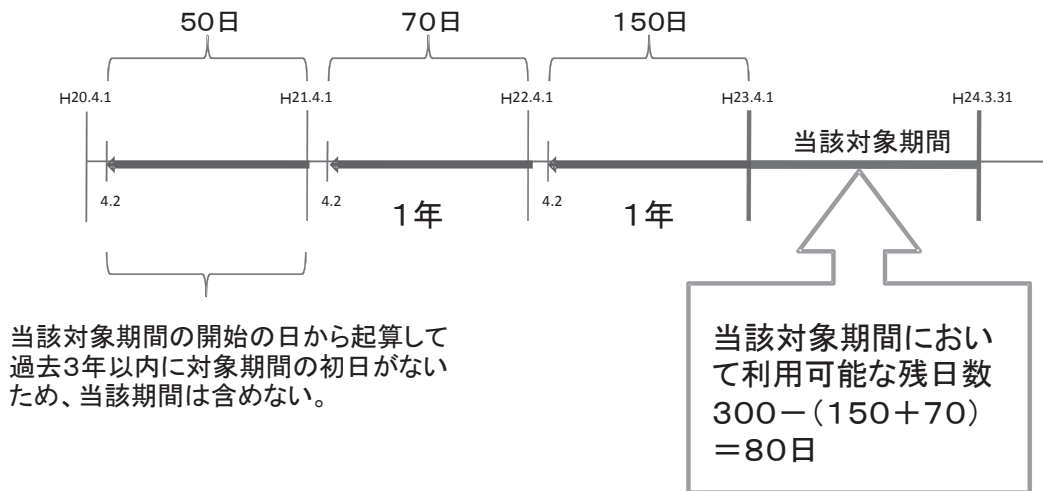 50日
70日
150日
H20.4.1
H21.4.1
H22.4.1
H23.4.1
H24.3.31
当該対象期間
4.2
4.2
4.2
1年
1年
当該対象期間の開始の日から起算して
過去3年以内に対象期間の初日がない
ため、当該期間は含めない。
当該対象期間におい
て利用可能な残日数
300－(150＋70)
＝80日